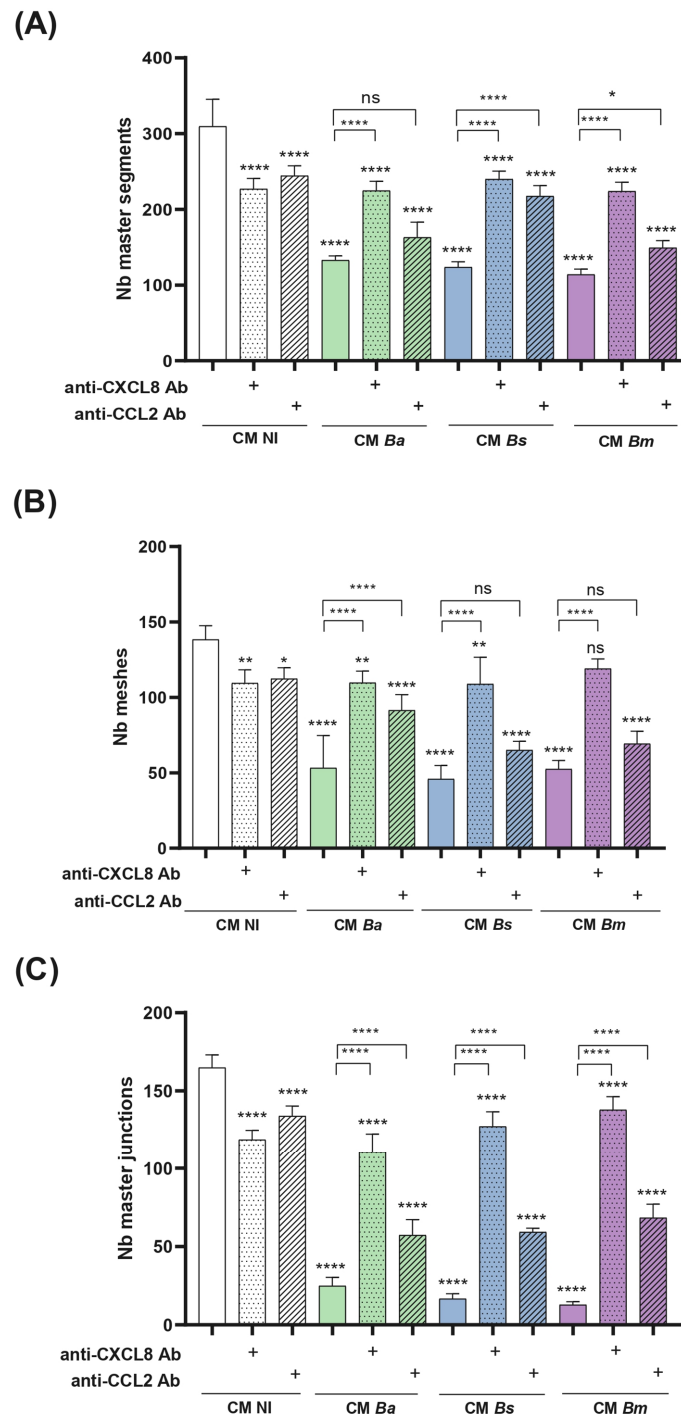 (A)
Nb master segments
400
300
200
100
0
ns
****
****
****
*
****
**** **** **** **** **** **** **** **** **** **** ****
anti-CXCL8 Ab + + + +
anti-CCL2 Ab + + + +
CM NI CM Ba CM Bs CM Bm
(B)
Nb meshes
200
150
100
50
0
****
****
ns
****
ns
****
** * **** ** **** **** ** **** **** ns ****
anti-CXCL8 Ab + + + +
anti-CCL2 Ab + + + +
CM NI CM Ba CM Bs CM Bm
(C)
Nb master junctions
200
150
100
50
0
****
****
****
****
****
****
**** **** **** **** **** **** **** **** **** **** ****
anti-CXCL8 Ab + + + +
anti-CCL2 Ab + + + +
CM NI CM Ba CM Bs CM Bm